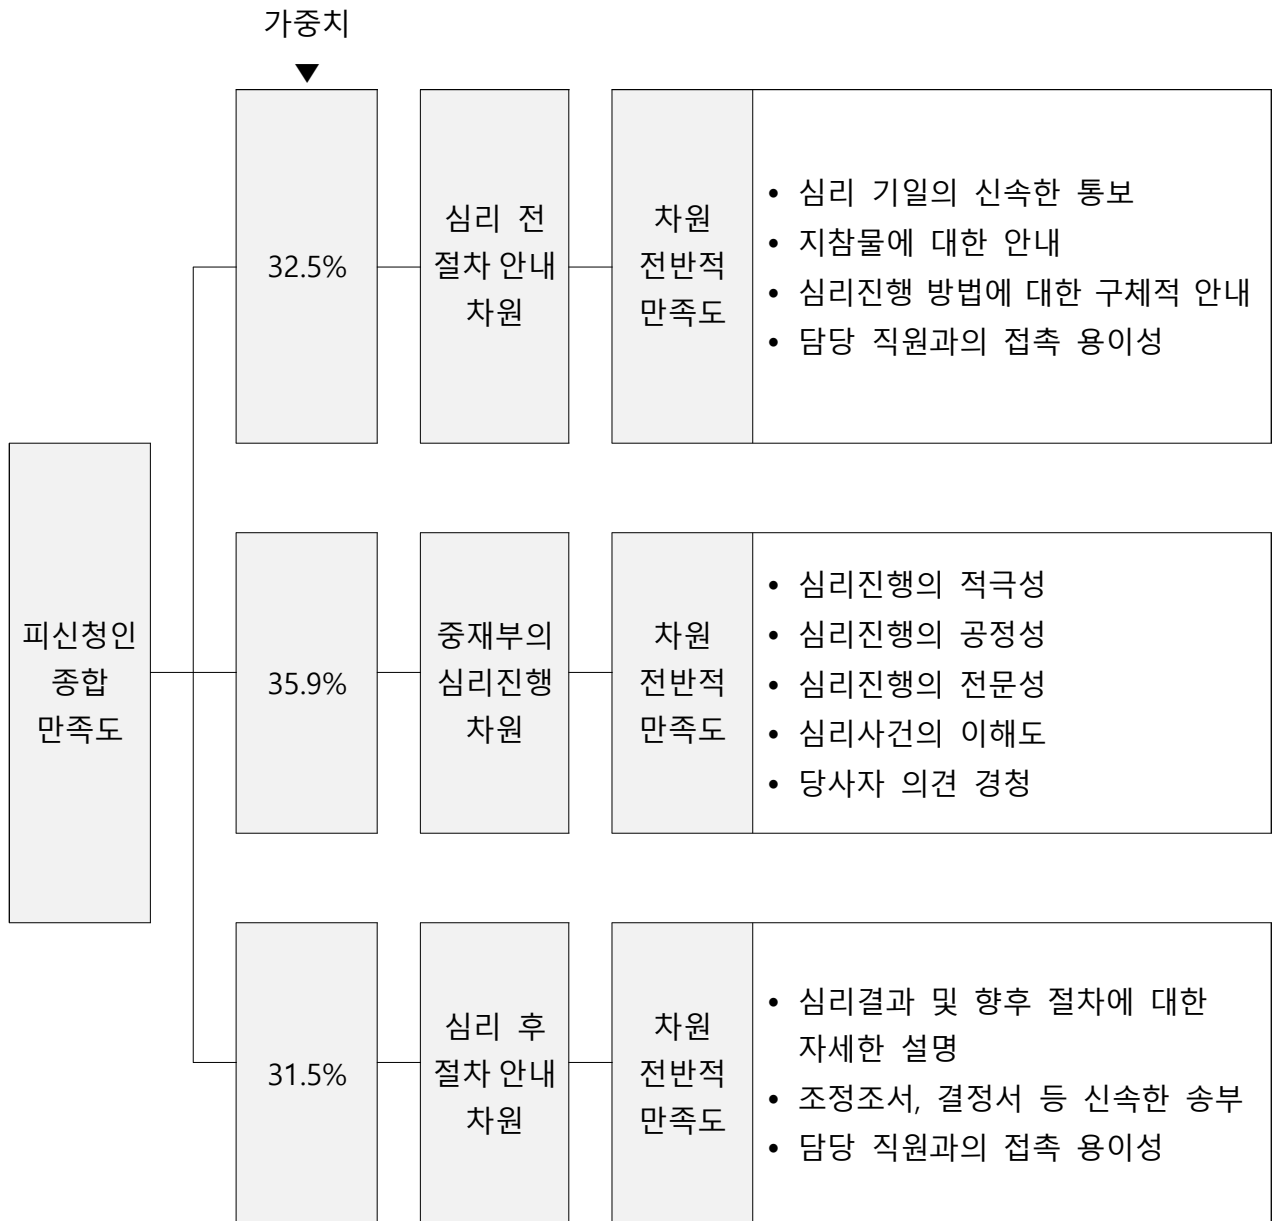 가중치
▼
32.5%
심리 전
절차 안내
차원
차원
전반적
만족도
• 심리 기일의 신속한 통보
• 지참물에 대한 안내
• 심리진행 방법에 대한 구체적 안내
• 담당 직원과의 접촉 용이성
피신청인
종합
만족도
35.9%
중재부의
심리진행
차원
차원
전반적
만족도
• 심리진행의 적극성
• 심리진행의 공정성
• 심리진행의 전문성
• 심리사건의 이해도
• 당사자 의견 경청
31.5%
심리 후
절차 안내
차원
차원
전반적
만족도
• 심리결과 및 향후 절차에 대한
자세한 설명
• 조정조서, 결정서 등 신속한 송부
• 담당 직원과의 접촉 용이성